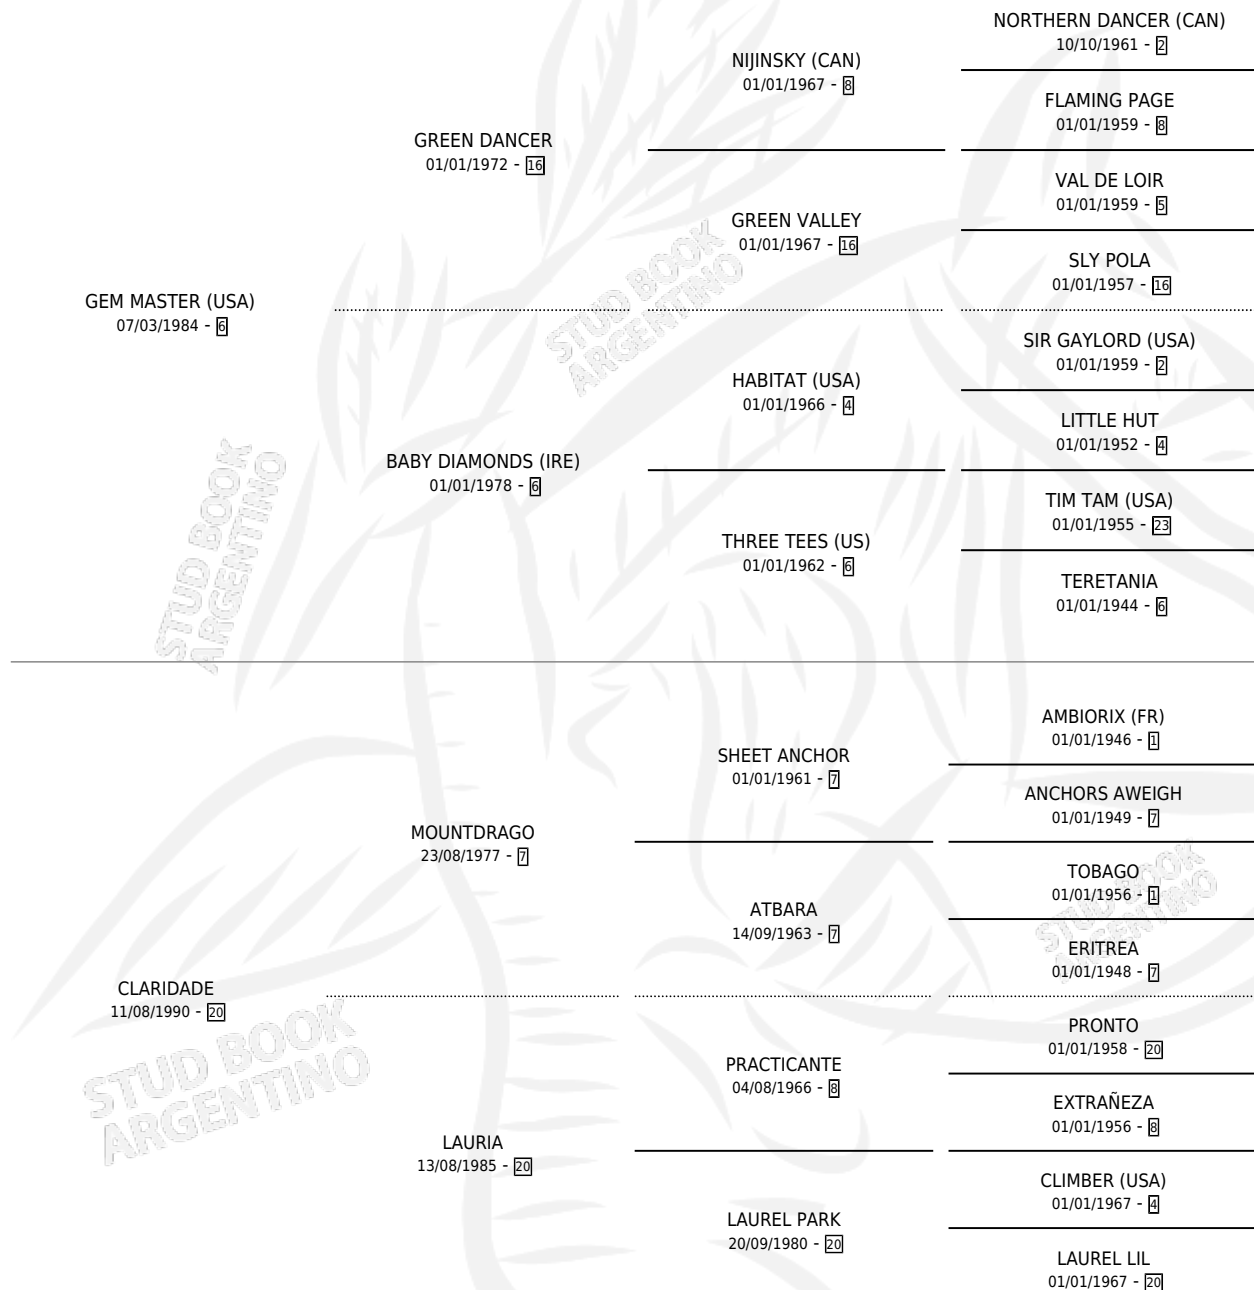 NORTHERN DANCER (CAN)
10/10/1961 - 2
NIJINSKY (CAN)
01/01/1967 - 8
FLAMING PAGE
01/01/1959 - 8
GREEN DANCER
01/01/1972 - 16
VAL DE LOIR
01/01/1959 - 5
GREEN VALLEY
01/01/1967 - 16
SLY POLA
01/01/1957 - 16
GEM MASTER (USA)
07/03/1984 - 6
STUD BOOK
ARGENTINO
SIR GAYLORD (USA)
01/01/1959 - 2
HABITAT (USA)
01/01/1966 - 4
LITTLE HUT
01/01/1952 - 4
BABY DIAMONDS (IRE)
01/01/1978 - 6
TIM TAM (USA)
01/01/1955 - 23
THREE TEES (US)
01/01/1962 - 6
TERETANIA
01/01/1944 - 6
STUD BOOK
ARGENTINO
AMBIORIX (FR)
01/01/1946 - 1
SHEET ANCHOR
01/01/1961 - 7
ANCHORS AWEIGH
01/01/1949 - 7
MOUNTDRAGO
23/08/1977 - 7
TOBAGO
01/01/1956 - 1
ATBARA
14/09/1963 - 7
STUD BOOK
ARGENTINO
ERITREA
01/01/1948 - 7
CLARIDADE
11/08/1990 - 20
PRONTO
01/01/1958 - 20
PRACTICANTE
04/08/1966 - 8
EXTRAÑEZA
01/01/1956 - 8
STUD BOOK
ARGENTINO
LAURIA
13/08/1985 - 20
CLIMBER (USA)
01/01/1967 - 4
LAUREL PARK
20/09/1980 - 20
LAUREL LIL
01/01/1967 - 20